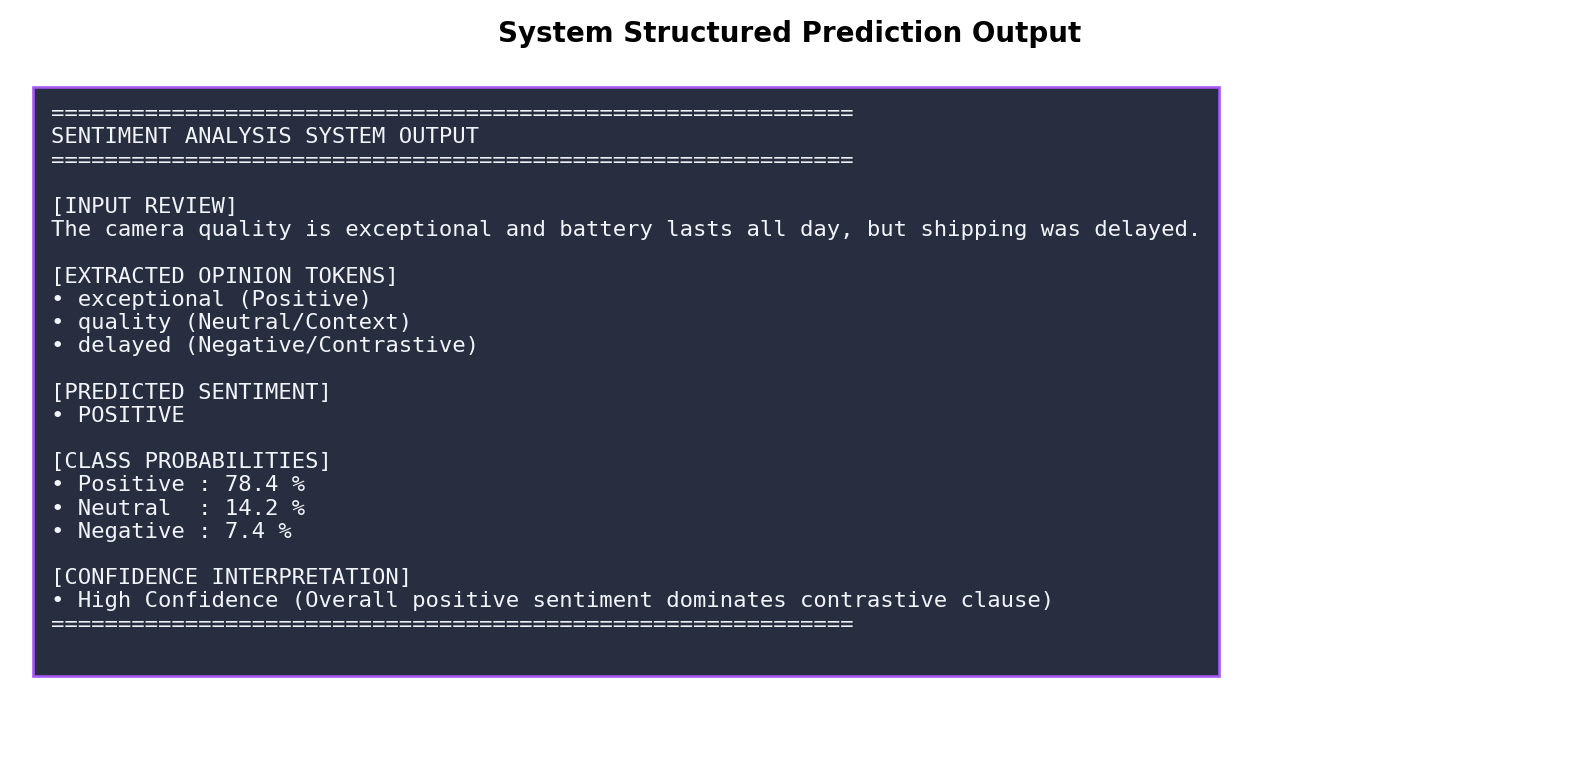 System Structured Prediction Output
============================================================
SENTIMENT ANALYSIS SYSTEM OUTPUT
============================================================
[INPUT REVIEW]
The camera quality is exceptional and battery lasts all day, but shipping was delayed.
[EXTRACTED OPINION TOKENS]
• exceptional (Positive)
• quality (Neutral/Context)
• delayed (Negative/Contrastive)
[PREDICTED SENTIMENT]
• POSITIVE
[CLASS PROBABILITIES]
• Positive : 78.4 %
• Neutral  : 14.2 %
• Negative : 7.4 %
[CONFIDENCE INTERPRETATION]
• High Confidence (Overall positive sentiment dominates contrastive clause)
============================================================